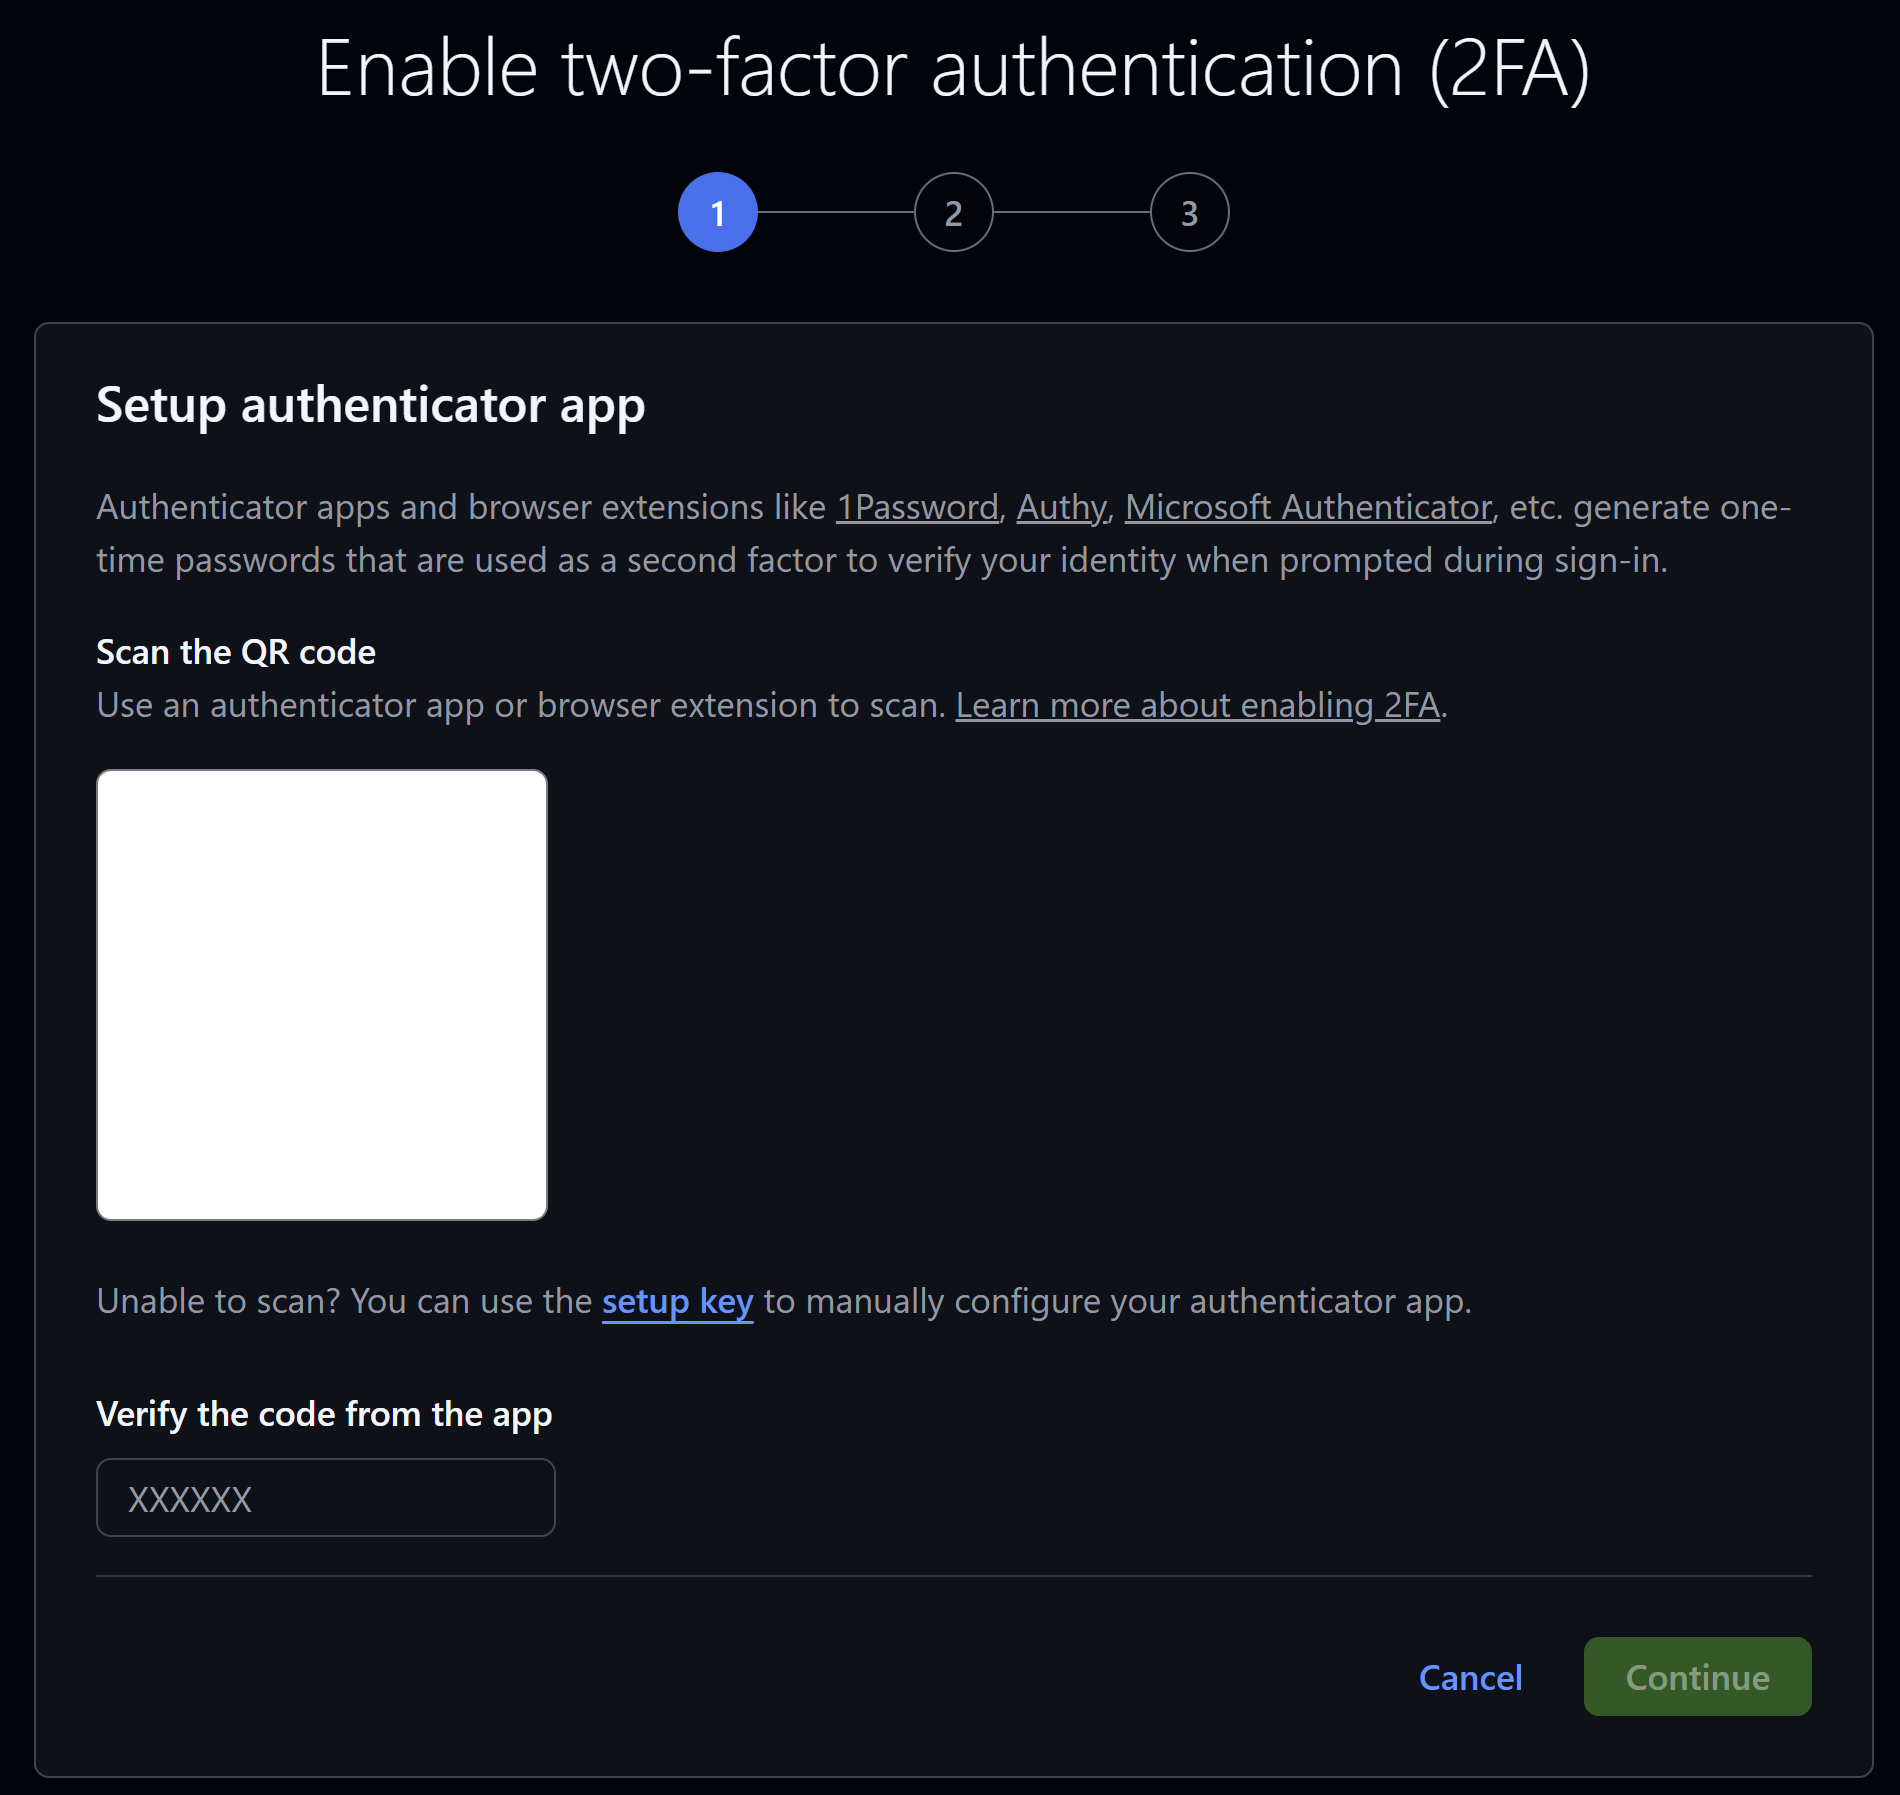 Enable two-factor authentication (2FA)
1 2 3
Setup authenticator app
Authenticator apps and browser extensions like 1Password, Authy, Microsoft Authenticator, etc. generate one-
time passwords that are used as a second factor to verify your identity when prompted during sign-in.
Scan the QR code
Use an authenticator app or browser extension to scan. Learn more about enabling 2FA.
Unable to scan? You can use the setup key to manually configure your authenticator app.
Verify the code from the app
XXXXXX
Cancel Continue